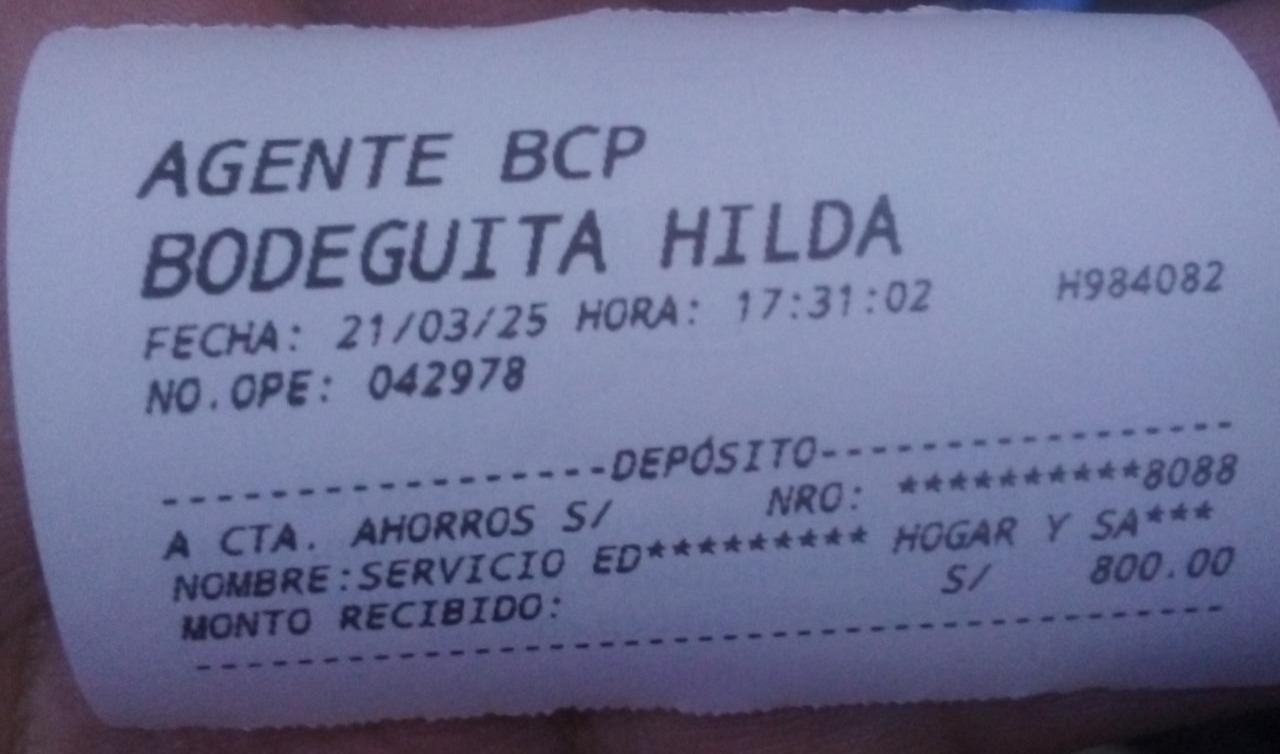 AGENTE BCP
BODEGUITA HILDA
FECHA: 21/03/25 HORA: 17:31:02 H984082
NO.OPE: 042978
-----------------DEPÓSITO------------------
A CTA. AHORROS S/ NRO: **********8088
NOMBRE:SERVICIO ED********* HOGAR Y SA***
MONTO RECIBIDO: S/ 800.00